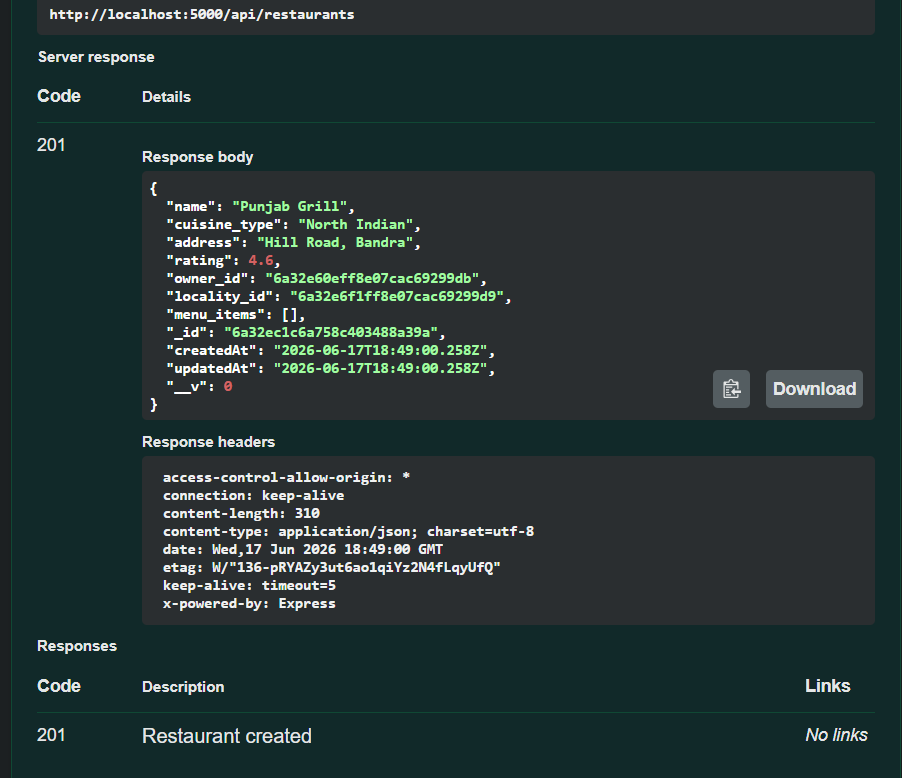 http://localhost:5000/api/restaurants
Server response
Code Details
201
Response body
{
  "name": "Punjab Grill",
  "cuisine_type": "North Indian",
  "address": "Hill Road, Bandra",
  "rating": 4.6,
  "owner_id": "6a32e60eff8e07cac69299db",
  "locality_id": "6a32e6f1ff8e07cac69299d9",
  "menu_items": [],
  "_id": "6a32ec1c6a758c403488a39a",
  "createdAt": "2026-06-17T18:49:00.258Z",
  "updatedAt": "2026-06-17T18:49:00.258Z",
  "__v": 0
}
Download
Response headers
access-control-allow-origin: *
connection: keep-alive
content-length: 310
content-type: application/json; charset=utf-8
date: Wed,17 Jun 2026 18:49:00 GMT
etag: W/"136-pRYAZy3ut6ao1qiYz2N4fLqyUfQ"
keep-alive: timeout=5
x-powered-by: Express
Responses
Code Description Links
201 Restaurant created No links